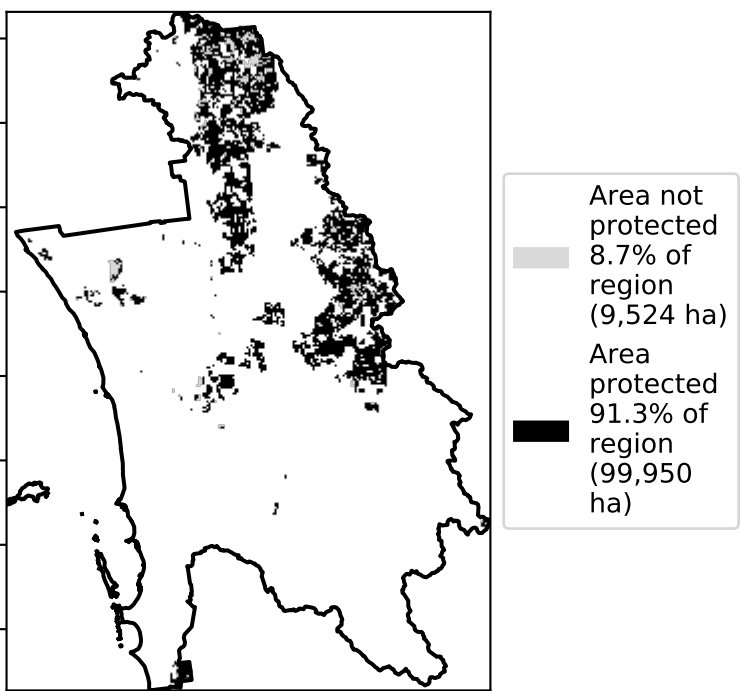 Area not
protected
8.7% of
region
(9,524 ha)
Area
protected
91.3% of
region
(99,950
ha)